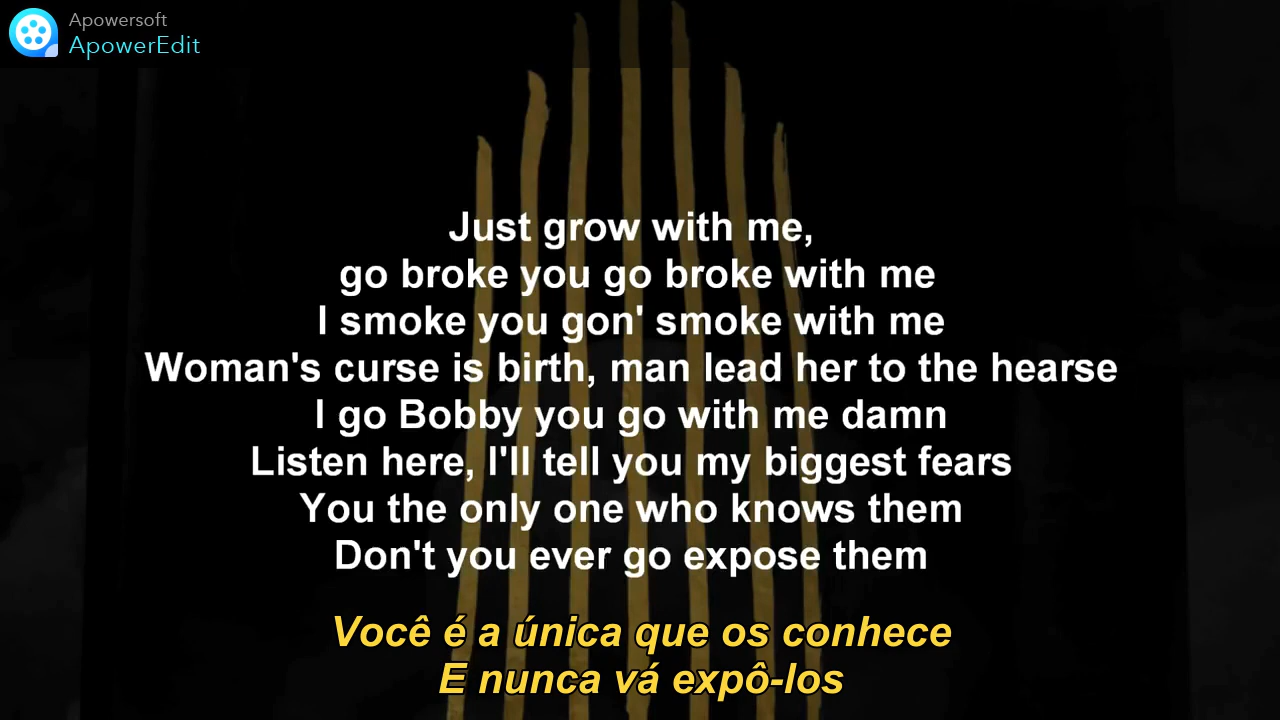 Apowersoft
ApowerEdit
Just grow with me,
go broke you go broke with me
I smoke you gon' smoke with me
Woman's curse is birth, man lead her to the hearse
I go Bobby you go with me damn
Listen here, I'll tell you my biggest fears
You the only one who knows them
Don't you ever go expose them
Você é a única que os conhece
E nunca vá expô-los